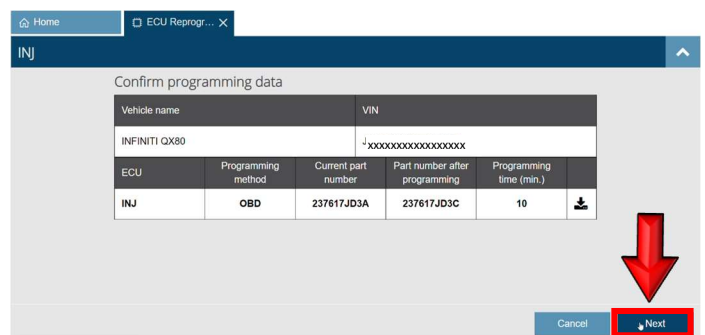 Home
ECU Reprogr...
INJ
Confirm programming data
Vehicle name VIN
INFINITI QX80 Jxxxxxxxxxxxxxxxx
ECU Programming method Current part number Part number after programming Programming time (min.)
INJ OBD 237617JD3A 237617JD3C 10
Cancel Next